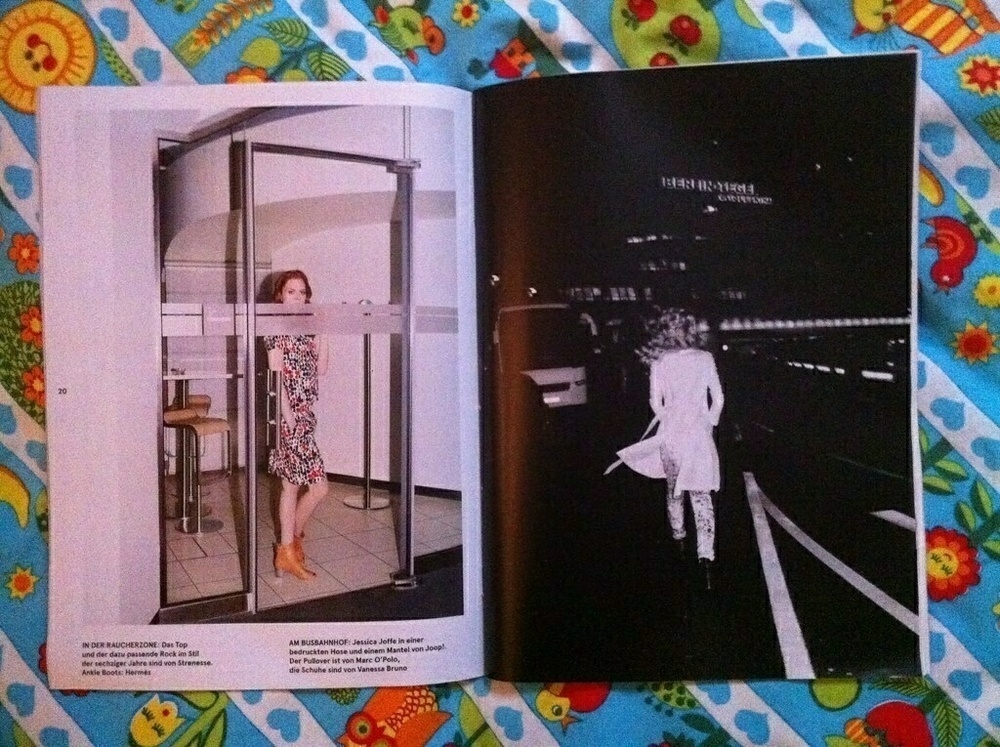 BERLIN-TEGEL
20
IN DER RAUCHERZONE: Das Top
und der dazu passende Rock im Stil
der sechziger Jahre sind von Strenesse.
Ankle Boots: Hermès
AM BUSBAHNHOF: Jessica Joffe in einer
bedruckten Hose und einem Mantel von Joop!.
Der Pullover ist von Marc O'Polo,
die Schuhe sind von Vanessa Bruno